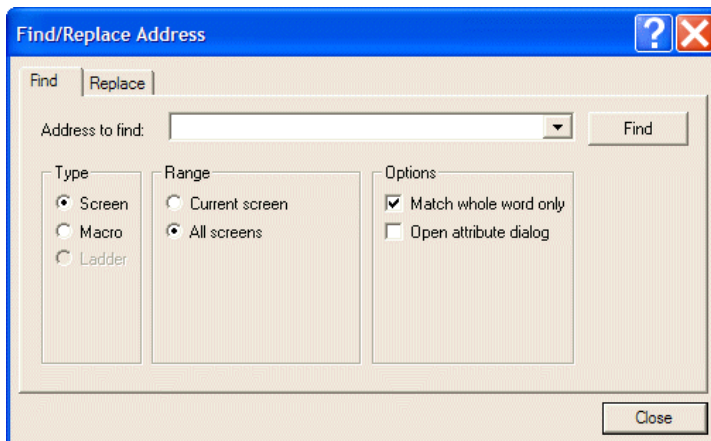 Find/Replace Address
Find Replace
Address to find: Find
Type Range Options
Screen Current screen Match whole word only
Macro All screens Open attribute dialog
Ladder
Close